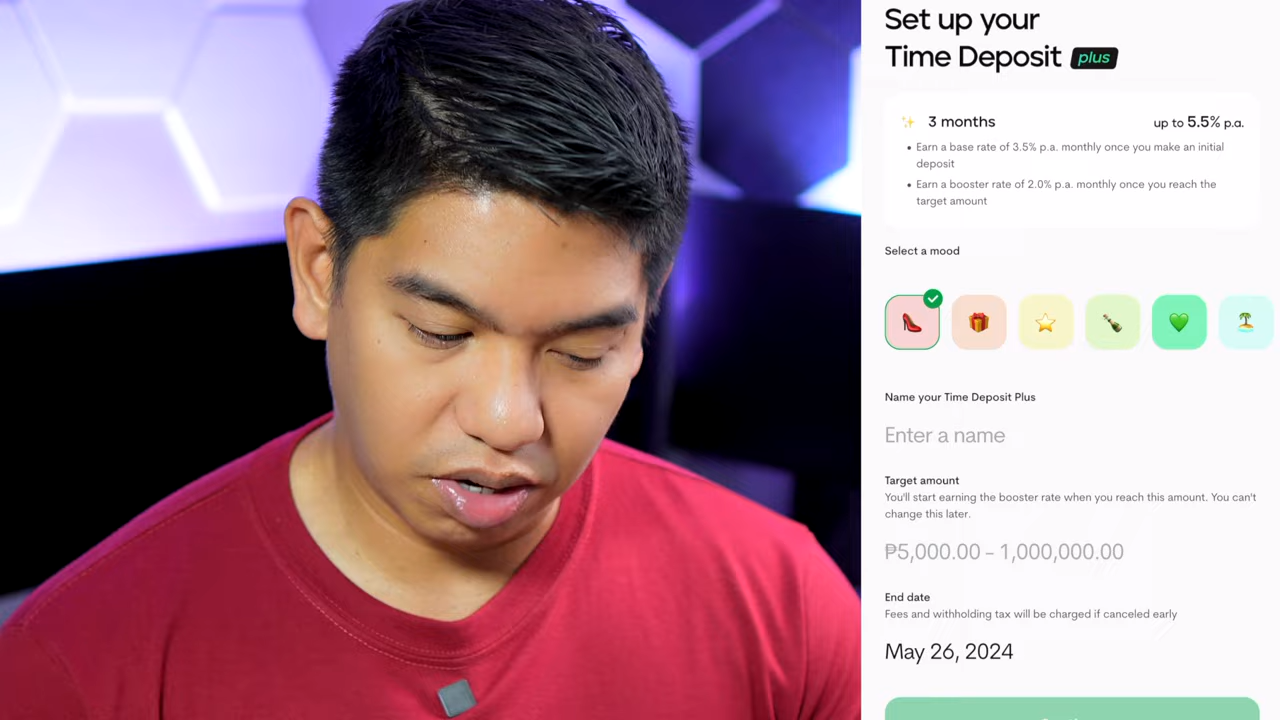 Set up your
Time Deposit plus
3 months
up to 5.5% p.a.
Earn a base rate of 3.5% p.a. monthly once you make an initial
deposit
Earn a booster rate of 2.0% p.a. monthly once you reach the
target amount
Select a mood
Name your Time Deposit Plus
Enter a name
Target amount
You'll start earning the booster rate when you reach this amount. You can't
change this later.
₱5,000.00 - 1,000,000.00
End date
Fees and withholding tax will be charged if canceled early
May 26, 2024